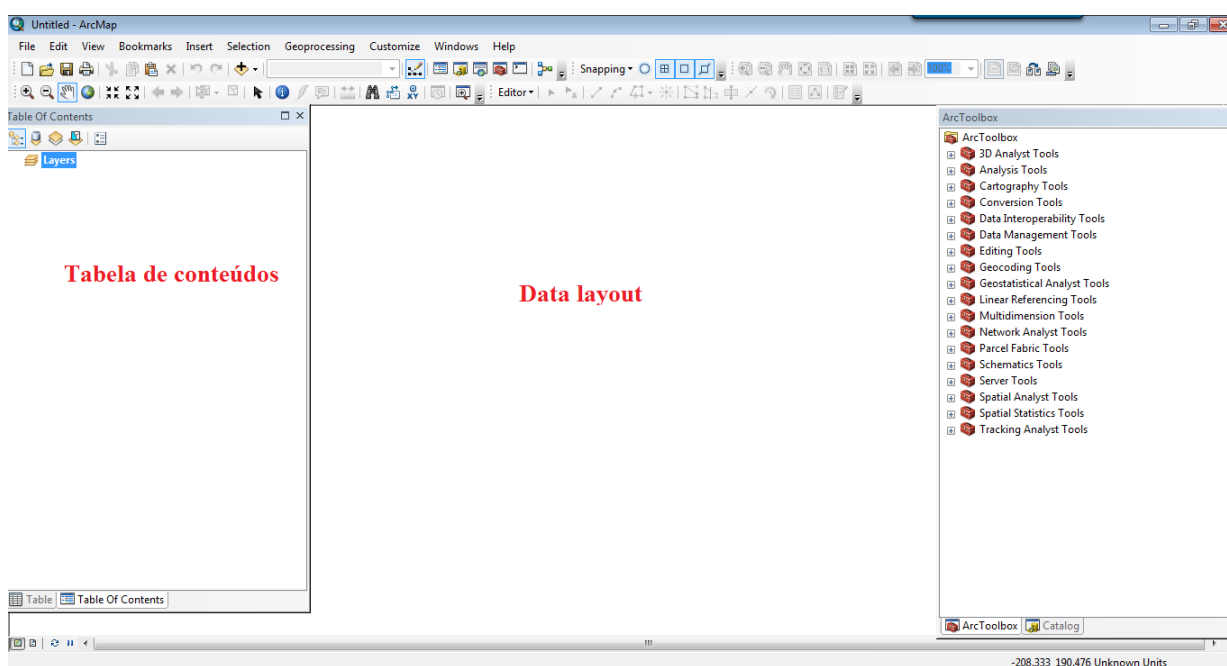 Untitled - ArcMap
File Edit View Bookmarks Insert Selection Geoprocessing Customize Windows Help
Snapping
100%
Editor
Table Of Contents
Layers
Tabela de conteúdos
Data layout
Table Table Of Contents
ArcToolbox
ArcToolbox
3D Analyst Tools
Analysis Tools
Cartography Tools
Conversion Tools
Data Interoperability Tools
Data Management Tools
Editing Tools
Geocoding Tools
Geostatistical Analyst Tools
Linear Referencing Tools
Multidimension Tools
Network Analyst Tools
Parcel Fabric Tools
Schematics Tools
Server Tools
Spatial Analyst Tools
Spatial Statistics Tools
Tracking Analyst Tools
ArcToolbox Catalog
-208,333 190,476 Unknown Units